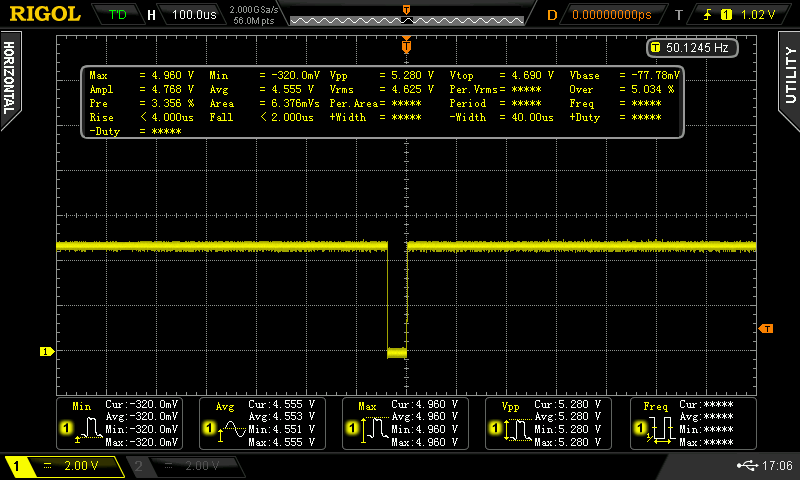 RIGOL T'D H 100.0us 2.000GSa/s 56.0M pts D 0.00000000ps T 1 1.02 V
T
HORIZONTAL
UTILITY
T 50.1245 Hz
Max = 4.960 V Min = -320.0mV Vpp = 5.280 V Vtop = 4.690 V Vbase = -77.78mV
Ampl = 4.768 V Avg = 4.555 V Vrms = 4.625 V Per.Vrms= ***** Over = 5.034 %
Pre = 3.356 % Area = 6.376mVs Per.Area= ***** Period = ***** Freq = *****
Rise < 4.000us Fall < 2.000us +Width = ***** -Width = 40.00us +Duty = *****
-Duty = *****
T
1
Min Cur:-320.0mV
Avg:-320.0mV
1 Min:-320.0mV
Max:-320.0mV
Avg Cur:4.555 V
Avg:4.553 V
1 Min:4.551 V
Max:4.555 V
Max Cur:4.960 V
Avg:4.960 V
1 Min:4.960 V
Max:4.960 V
Vpp Cur:5.280 V
Avg:5.280 V
1 Min:5.280 V
Max:5.280 V
Freq Cur:*****
Avg:*****
1 Min:*****
Max:*****
1 2.00 V 2 2.00 V 17:06